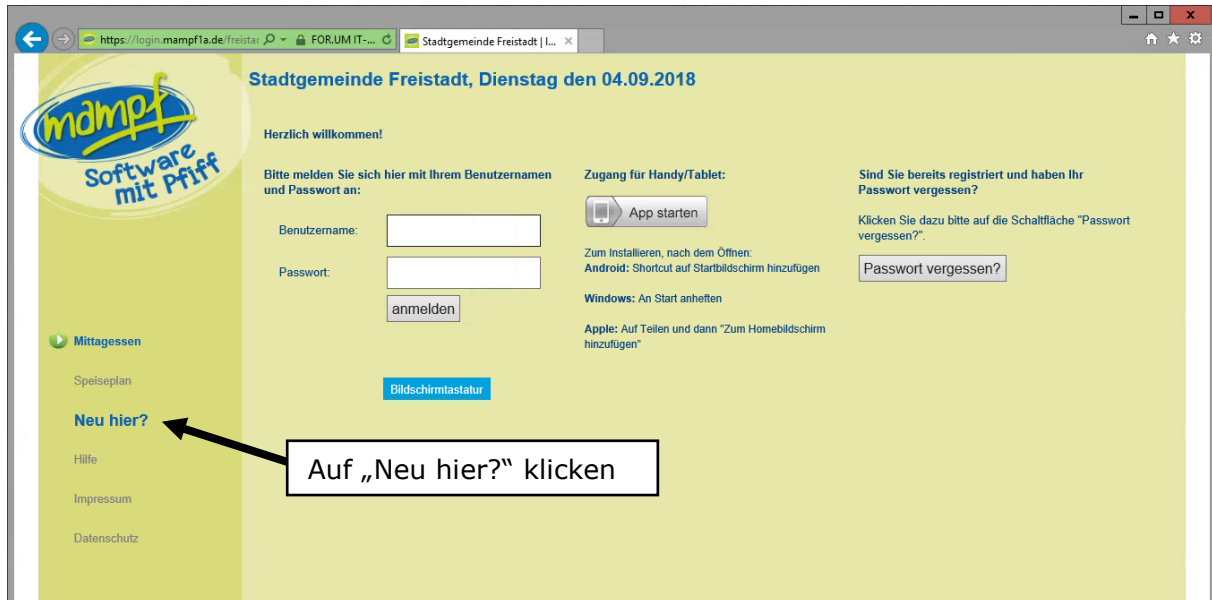 https://login.mampf1a.de/freista
FOR.UM IT-...
Stadtgemeinde Freistadt | I...
mampf
Software
mit Pfiff
Stadtgemeinde Freistadt, Dienstag den 04.09.2018
Herzlich willkommen!
Bitte melden Sie sich hier mit Ihrem Benutzernamen
und Passwort an:
Benutzername:
Passwort:
anmelden
Bildschirmtastatur
Zugang für Handy/Tablet:
App starten
Zum Installieren, nach dem Öffnen:
Android: Shortcut auf Startbildschirm hinzufügen
Windows: An Start anheften
Apple: Auf Teilen und dann "Zum Homebildschirm
hinzufügen"
Sind Sie bereits registriert und haben Ihr
Passwort vergessen?
Klicken Sie dazu bitte auf die Schaltfläche "Passwort
vergessen?".
Passwort vergessen?
Mittagessen
Speiseplan
Neu hier?
Hilfe
Impressum
Datenschutz
Auf „Neu hier?“ klicken